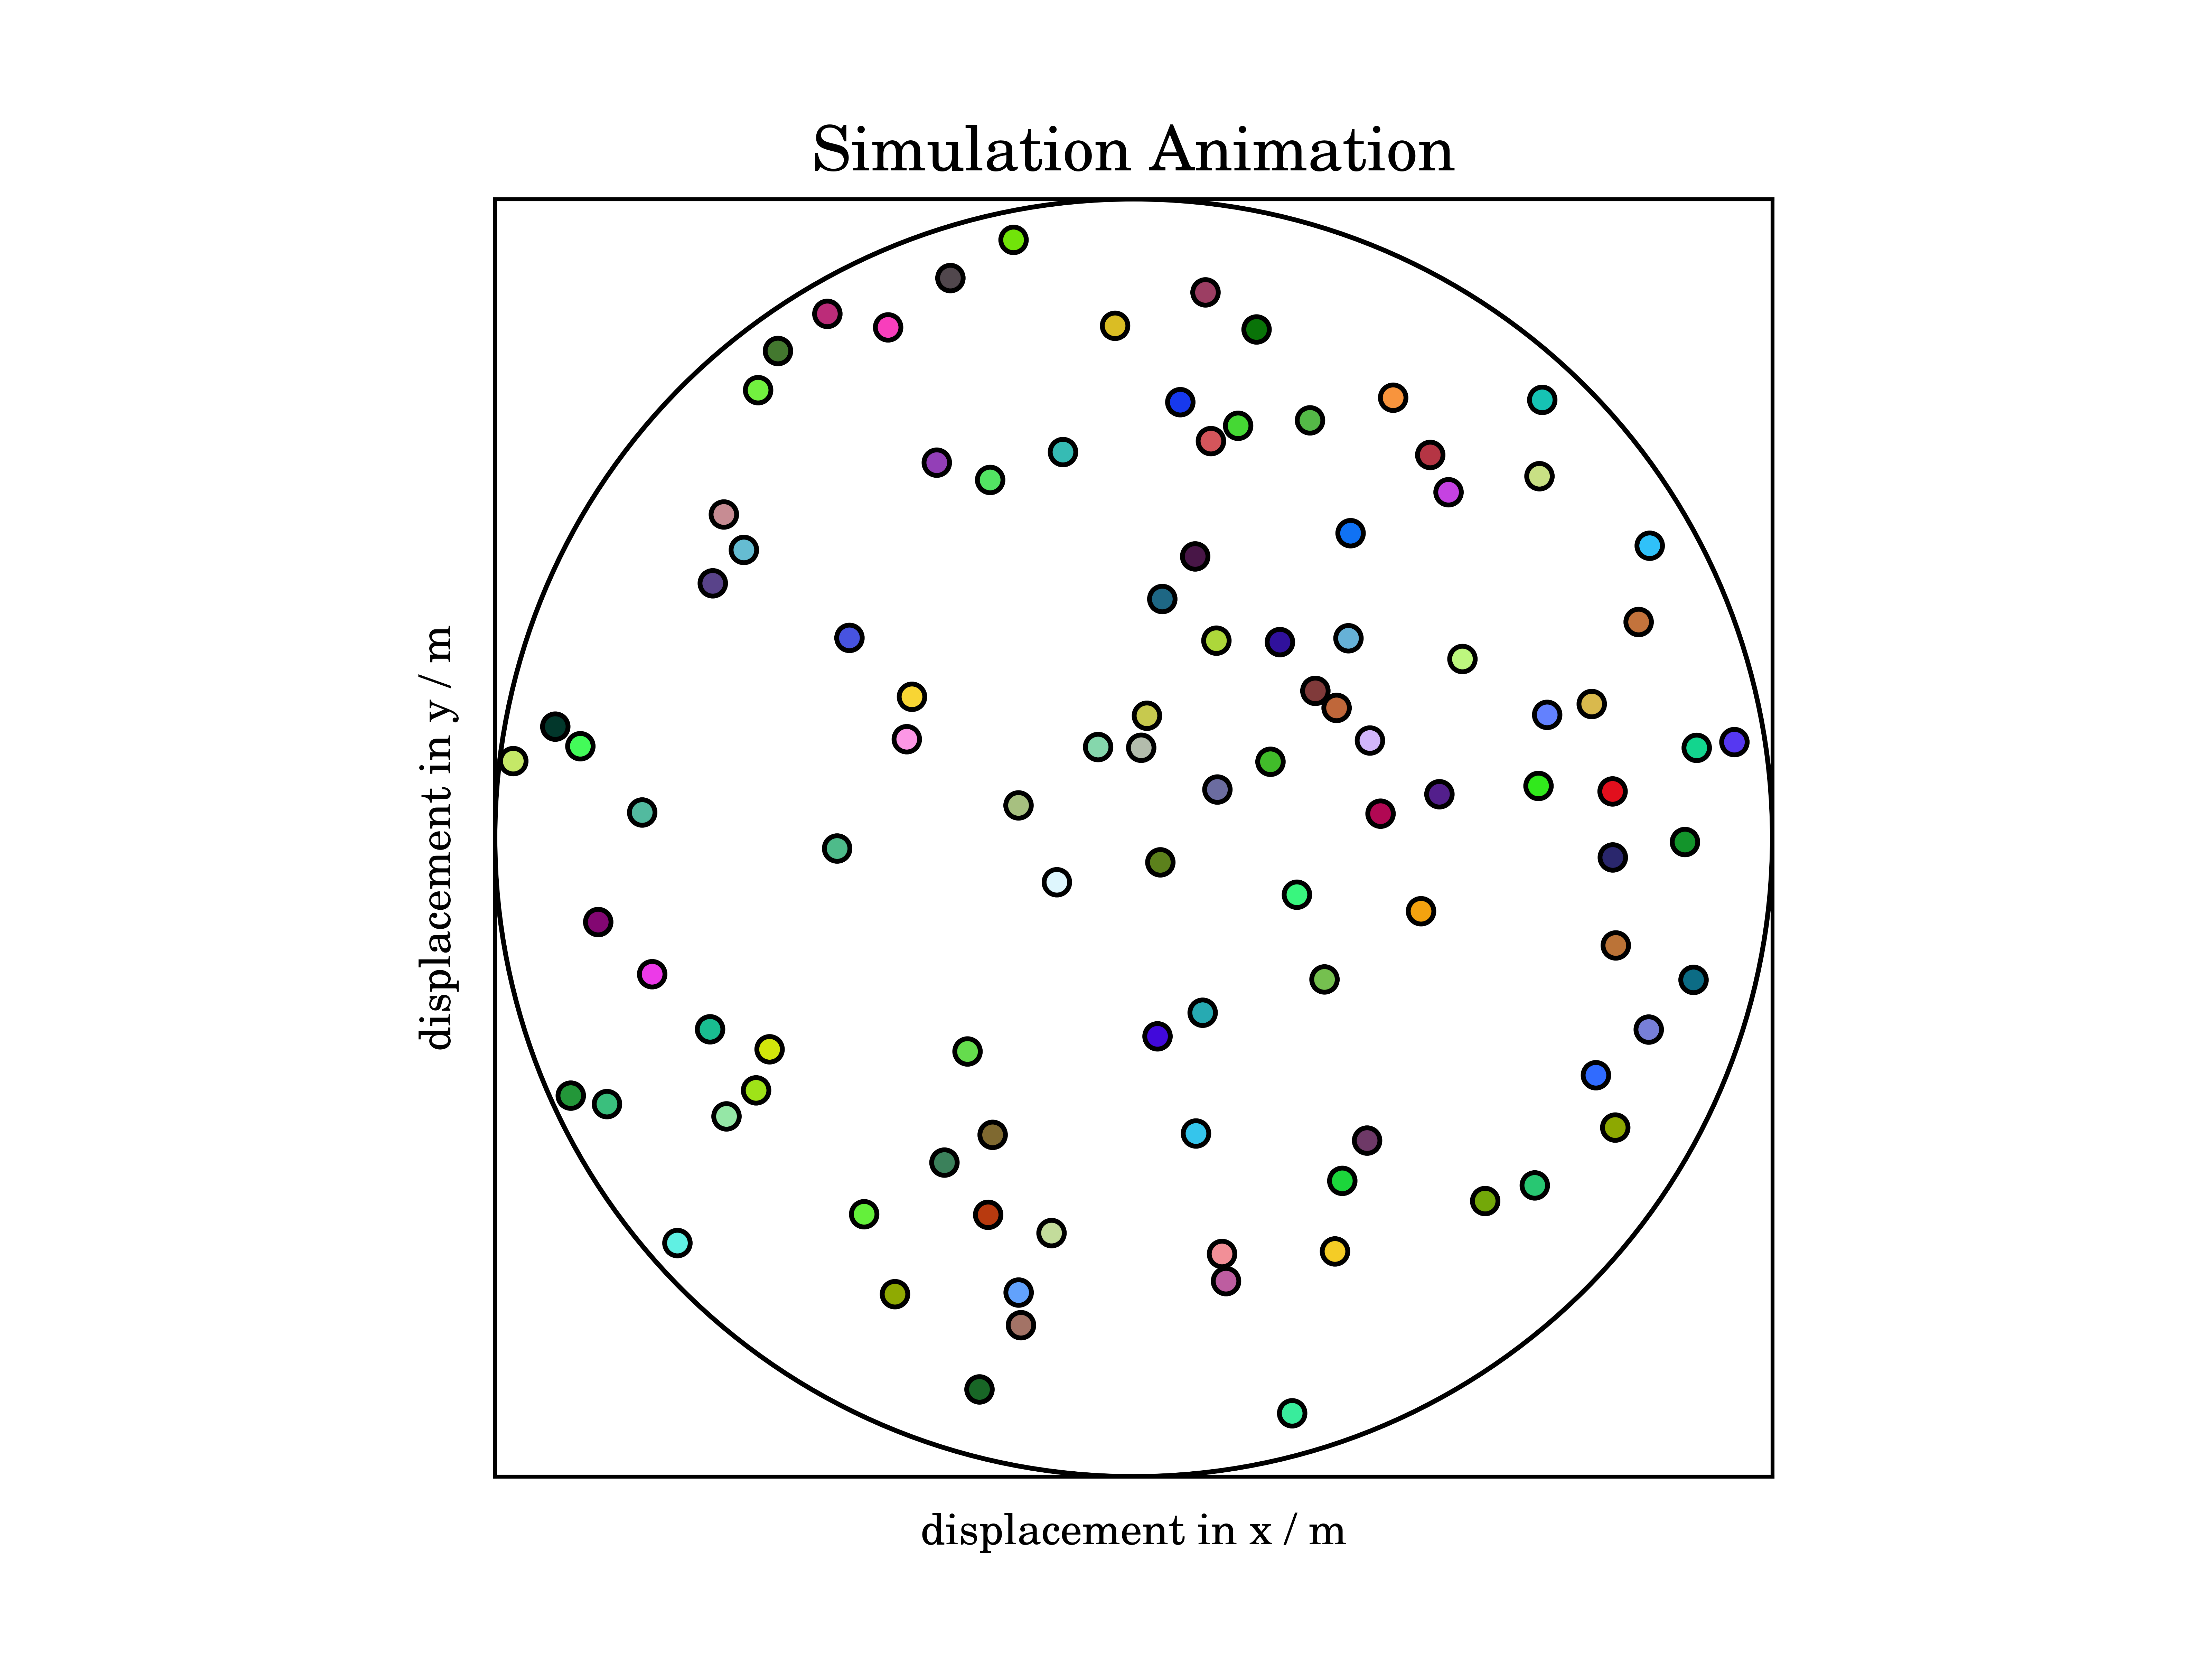 Simulation Animation
displacement in y / m
displacement in x / m